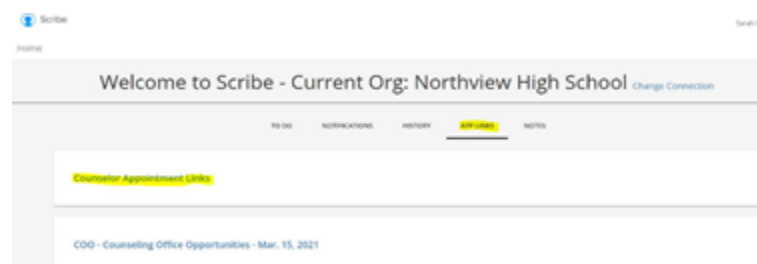 Scribe
Sarah
Home
Welcome to Scribe - Current Org: Northview High School Change Connection
TO DO NOTIFICATIONS HISTORY APP LINKS NOTES
Counselor Appointment Links
COO - Counseling Office Opportunities - Mar. 15, 2021